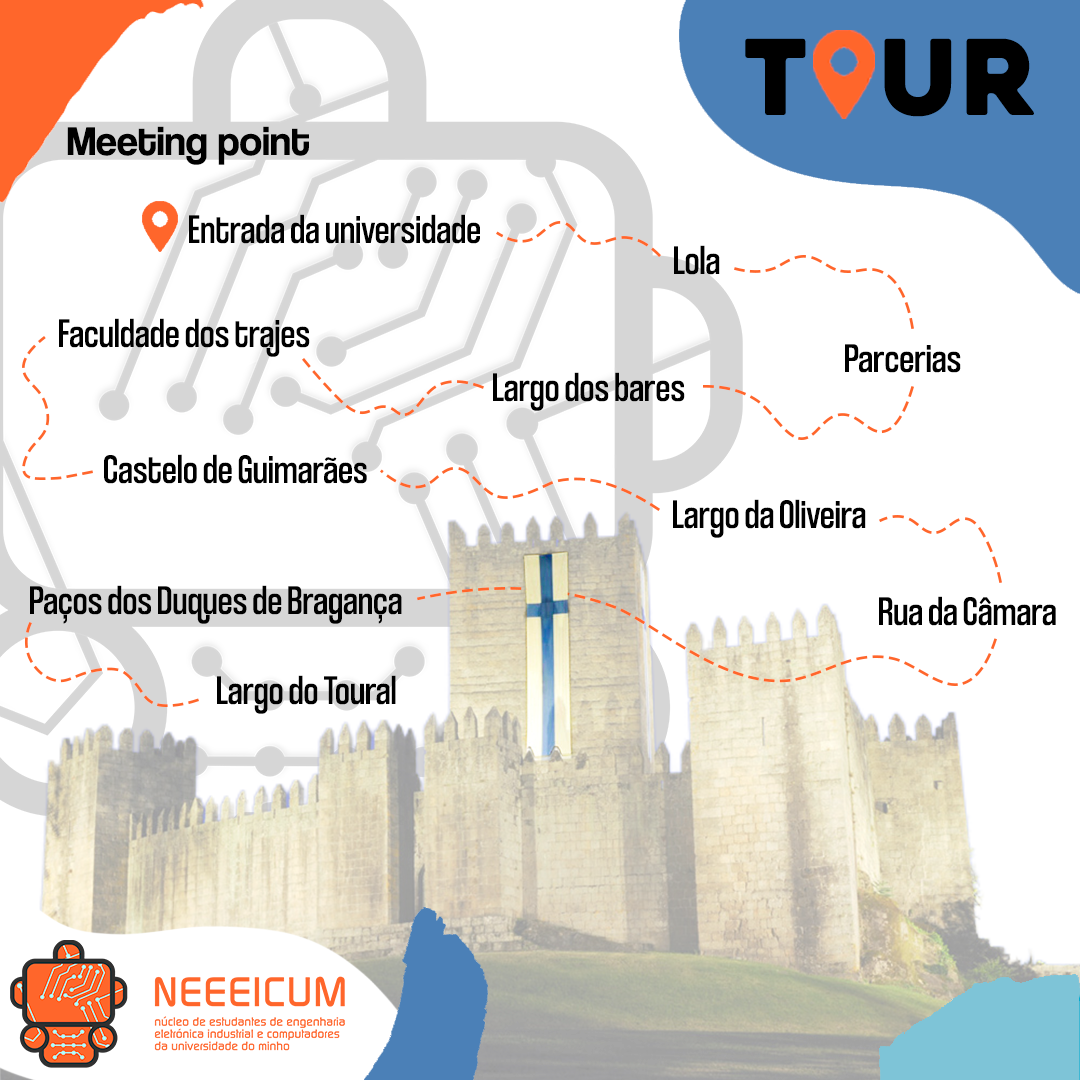 TOUR
Meeting point
Entrada da universidade
Lola
Parcerias
Largo dos bares
Faculdade dos trajes
Castelo de Guimarães
Largo da Oliveira
Rua da Câmara
Paços dos Duques de Bragança
Largo do Toural
NEEEICUM
núcleo de estudantes de engenharia
eletrónica industrial e computadores
da universidade do minho